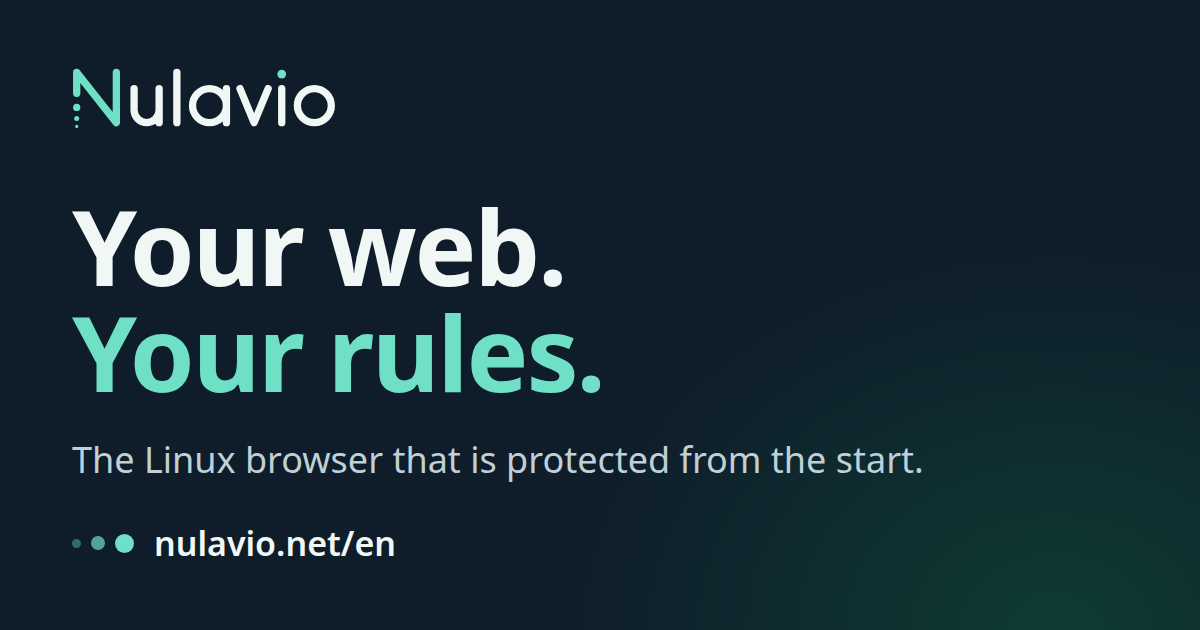 Nulavio
Your web.
Your rules.
The Linux browser that is protected from the start.
nulavio.net/en